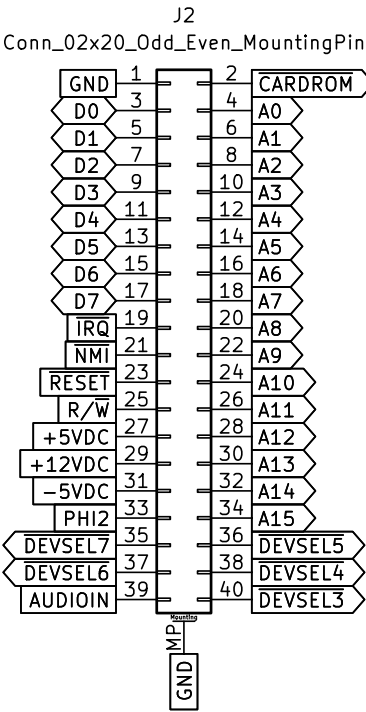 J2
Conn_02x20_Odd_Even_MountingPin
GND 1 2 CARDROM
D0 3 4 A0
D1 5 6 A1
D2 7 8 A2
D3 9 10 A3
D4 11 12 A4
D5 13 14 A5
D6 15 16 A6
D7 17 18 A7
IRQ 19 20 A8
NMI 21 22 A9
RESET 23 24 A10
R/W 25 26 A11
+5VDC 27 28 A12
+12VDC 29 30 A13
-5VDC 31 32 A14
PHI2 33 34 A15
DEVSEL7 35 36 DEVSEL5
DEVSEL6 37 38 DEVSEL4
AUDIOIN 39 40 DEVSEL3
Mounting
MP
GND